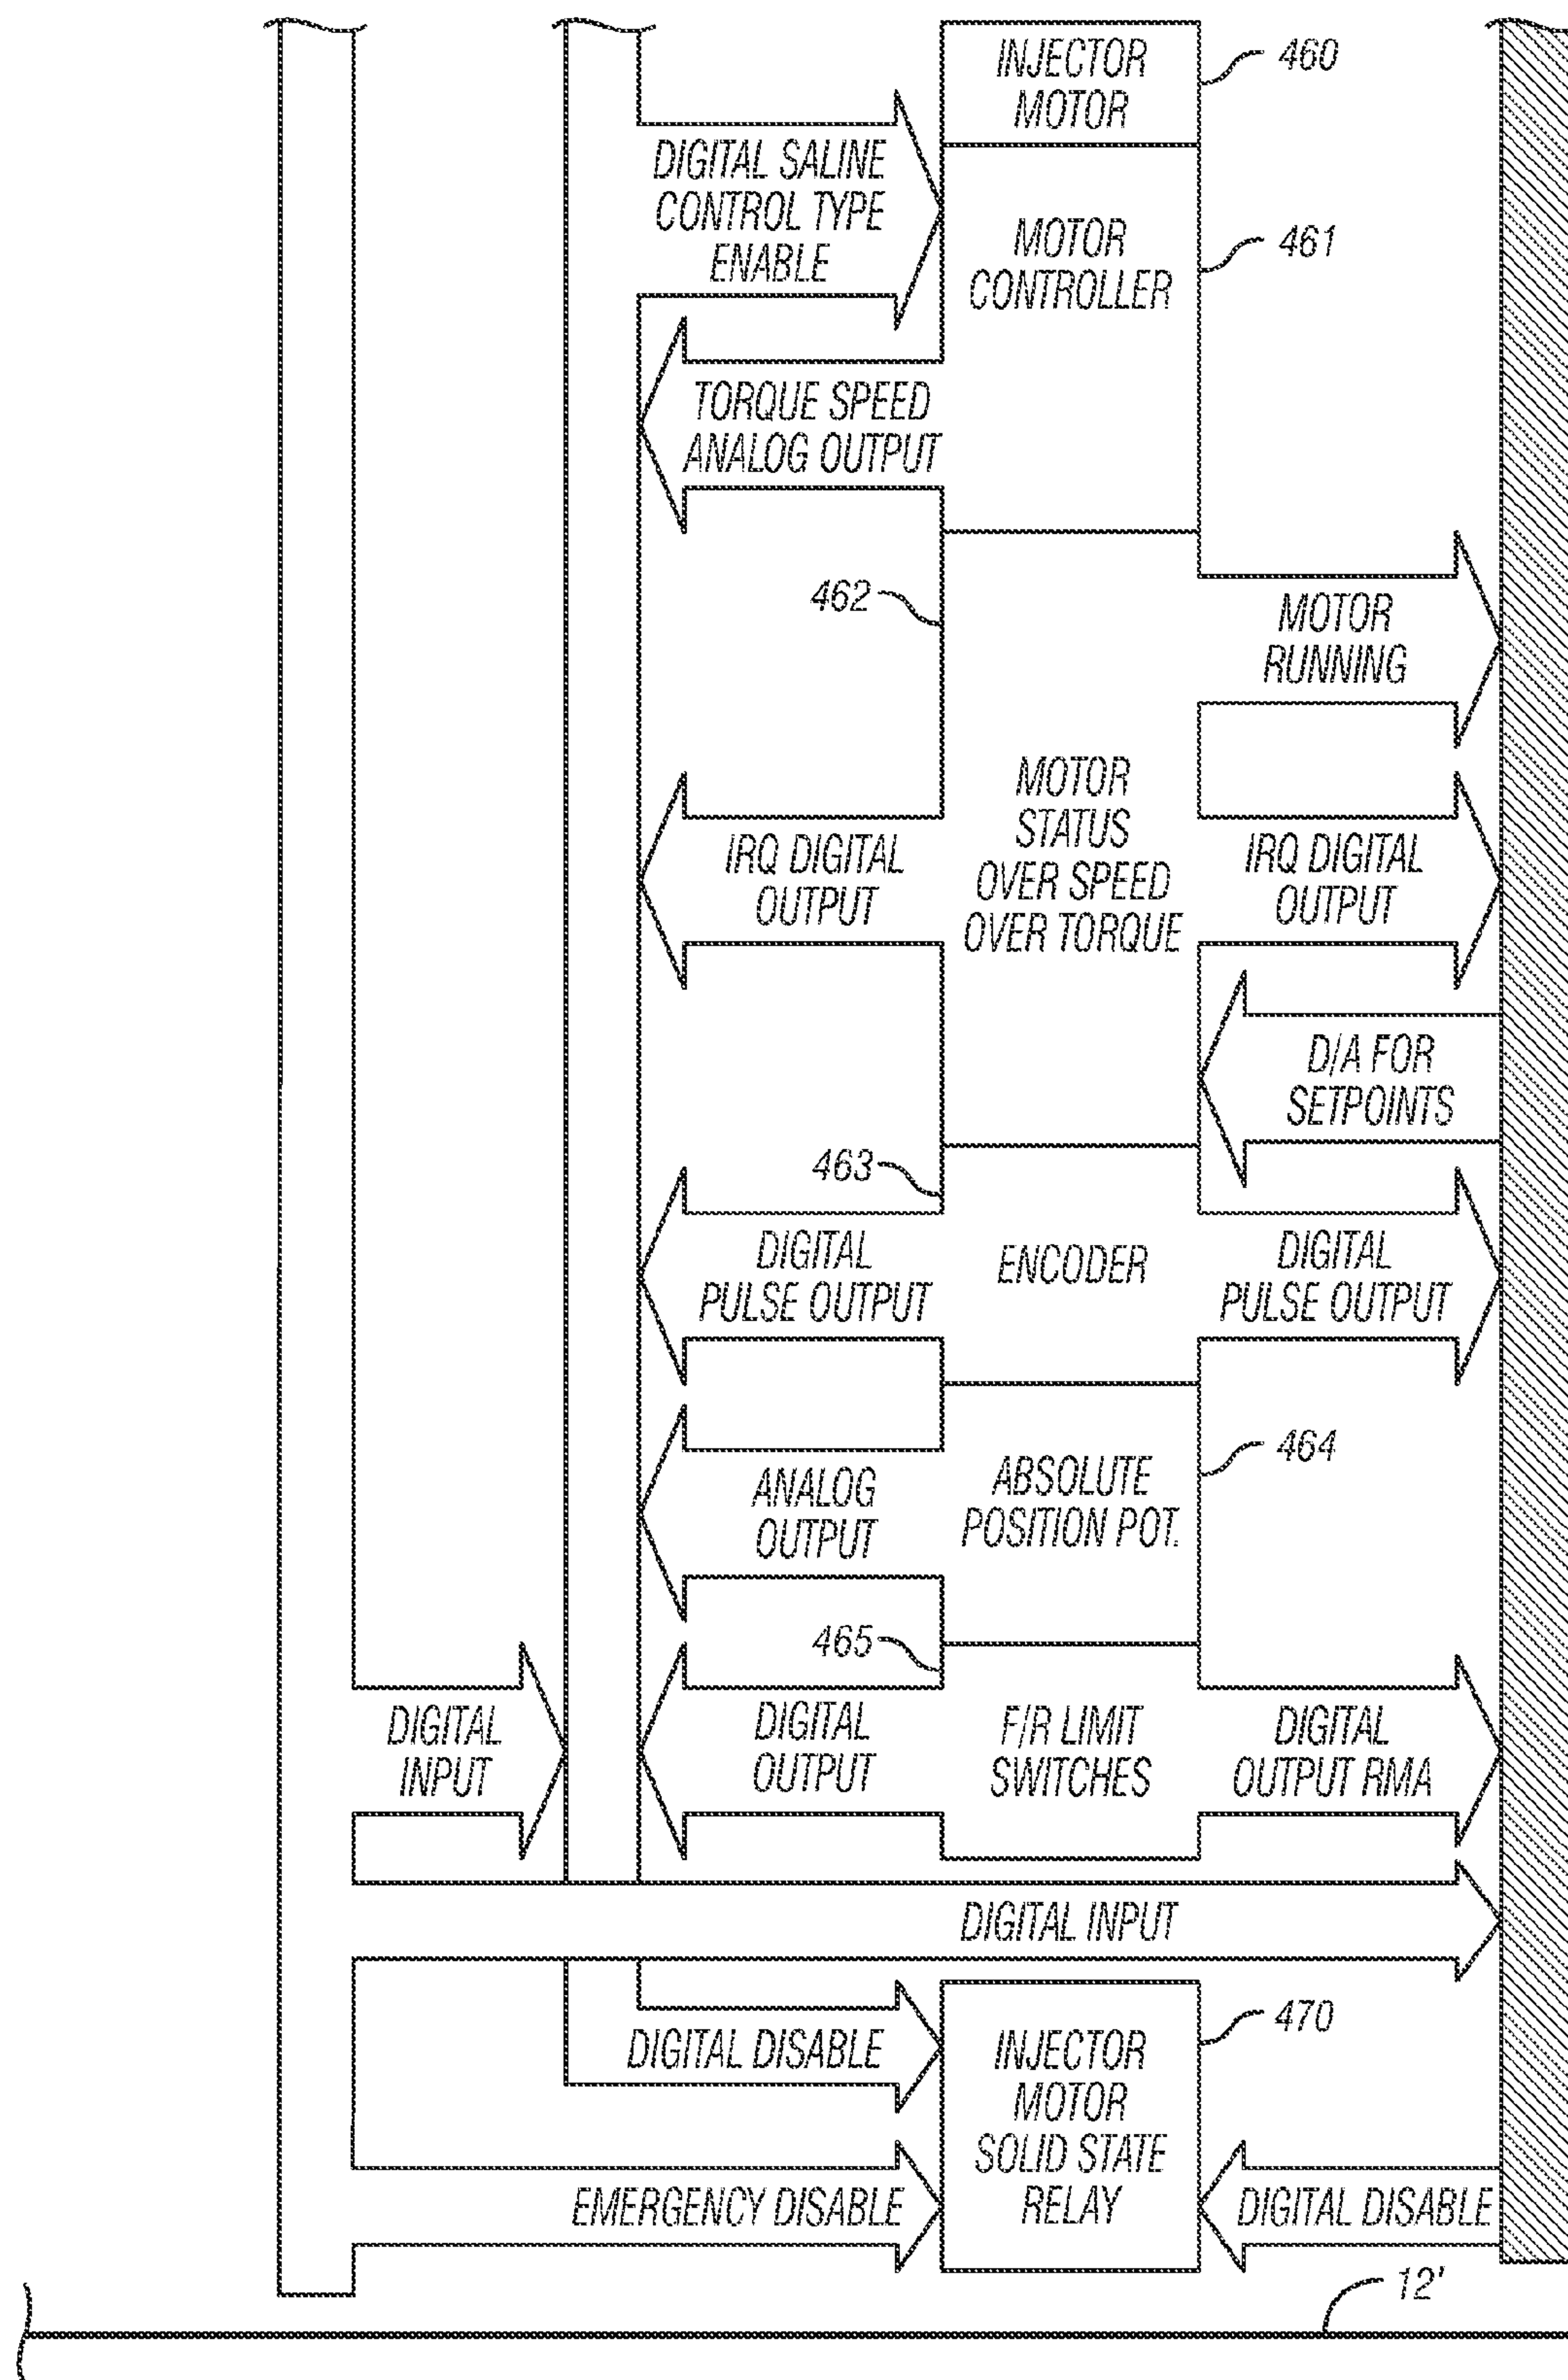 INJECTOR
MOTOR
460
DIGITAL SALINE
CONTROL TYPE
ENABLE
MOTOR
CONTROLLER
461
TORQUE SPEED
ANALOG OUTPUT
462
MOTOR
RUNNING
MOTOR
STATUS
OVER SPEED
OVER TORQUE
IRQ DIGITAL
OUTPUT
IRQ DIGITAL
OUTPUT
D/A FOR
SETPOINTS
463
DIGITAL
PULSE OUTPUT
ENCODER
DIGITAL
PULSE OUTPUT
464
ANALOG
OUTPUT
ABSOLUTE
POSITION POT.
465
DIGITAL
INPUT
DIGITAL
OUTPUT
F/R LIMIT
SWITCHES
DIGITAL
OUTPUT RMA
DIGITAL INPUT
470
DIGITAL DISABLE
INJECTOR
MOTOR
SOLID STATE
RELAY
EMERGENCY DISABLE
DIGITAL DISABLE
12'